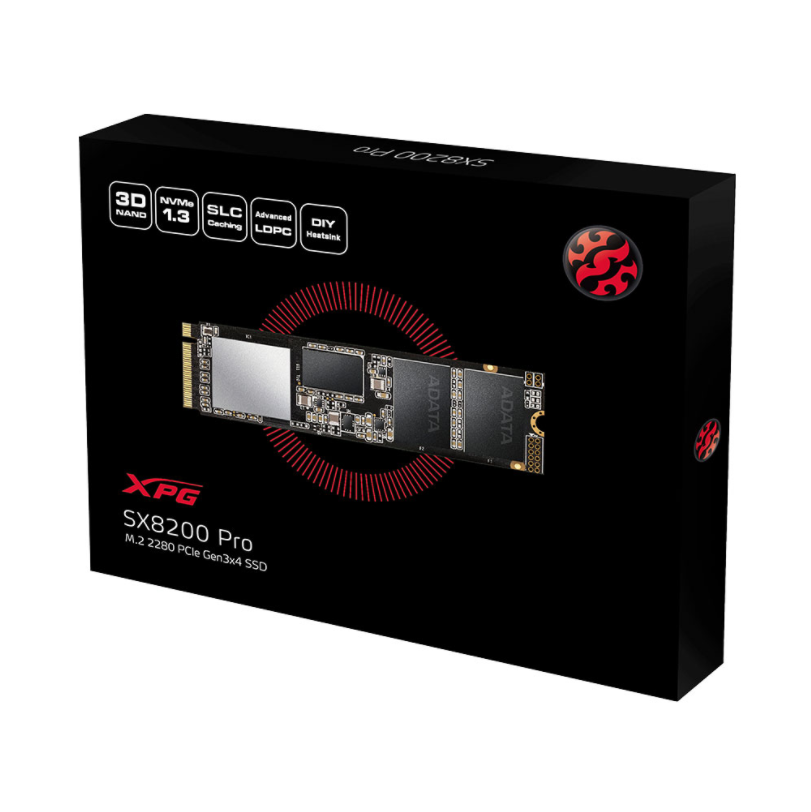 SX8200 Pro
3D
NAND
NVMe
1.3
SLC
Caching
Advanced
LDPC
DIY
Heatsink
ADATA
ADATA
XPG
SX8200 Pro
M.2 2280 PCIe Gen3x4 SSD